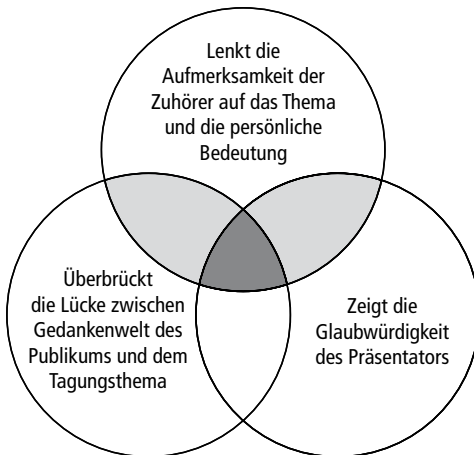 Lenkt die
Aufmerksamkeit der
Zuhörer auf das Thema
und die persönliche
Bedeutung
Überbrückt
die Lücke zwischen
Gedankenwelt des
Publikums und dem
Tagungsthema
Zeigt die
Glaubwürdigkeit
des Präsentators